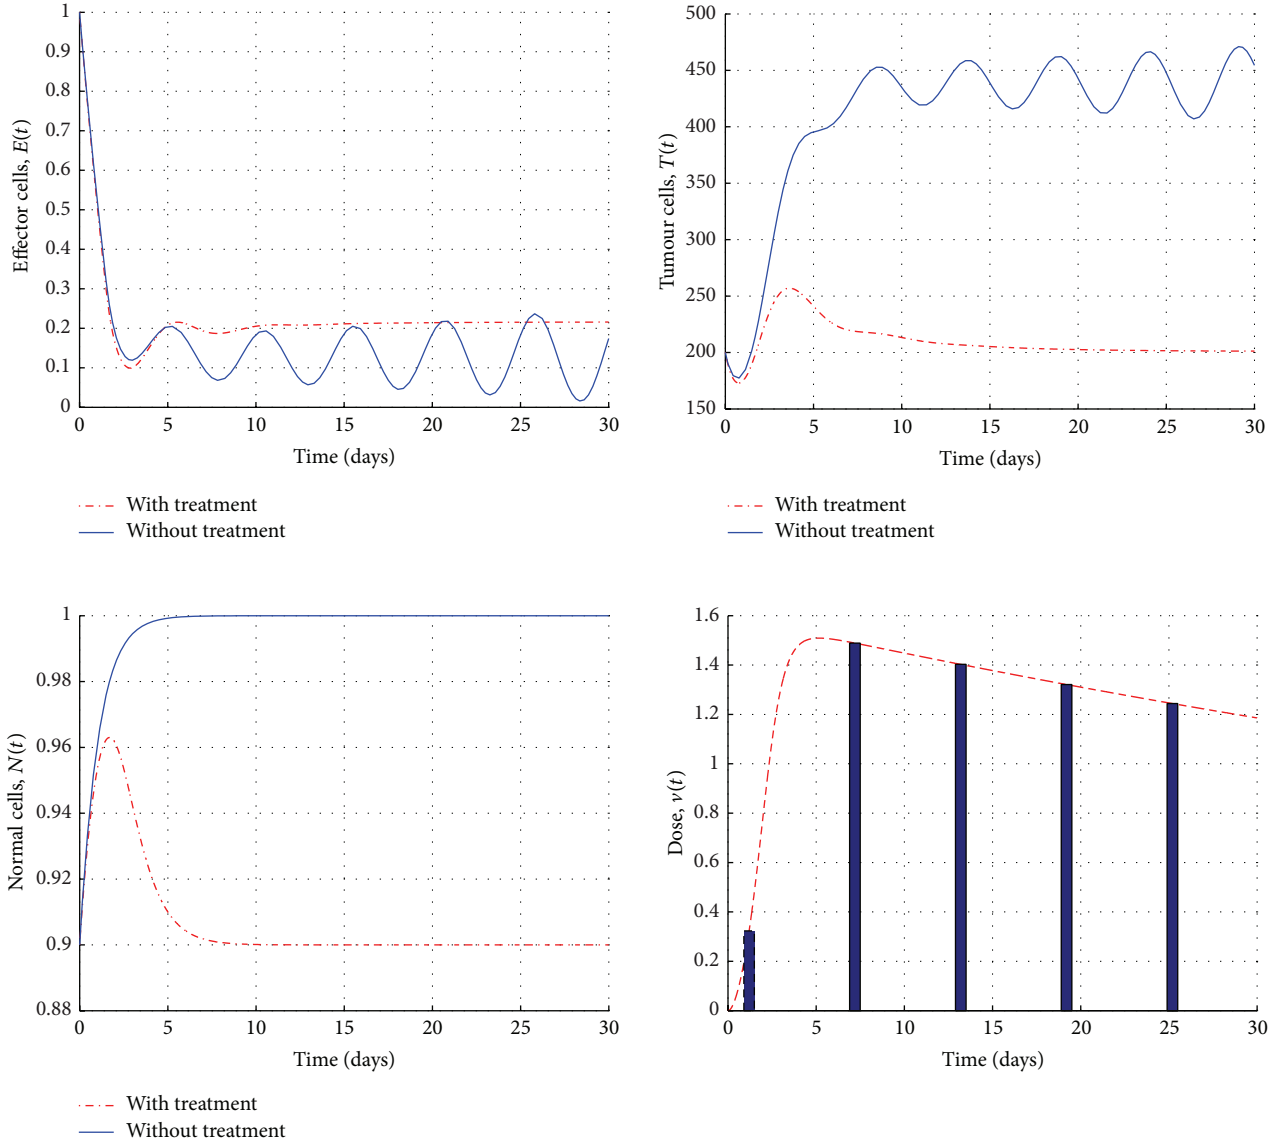 1
0.9
0.8
0.7
0.6
0.5
0.4
0.3
0.2
0.1
0
Effector cells, E(t)
0 5 10 15 20 25 30
Time (days)
With treatment
Without treatment
500
450
400
350
300
250
200
150
Tumour cells, T(t)
0 5 10 15 20 25 30
Time (days)
With treatment
Without treatment
1
0.98
0.96
0.94
0.92
0.9
0.88
Normal cells, N(t)
0 5 10 15 20 25 30
Time (days)
With treatment
Without treatment
1.6
1.4
1.2
1
0.8
0.6
0.4
0.2
0
Dose, v(t)
0 5 10 15 20 25 30
Time (days)